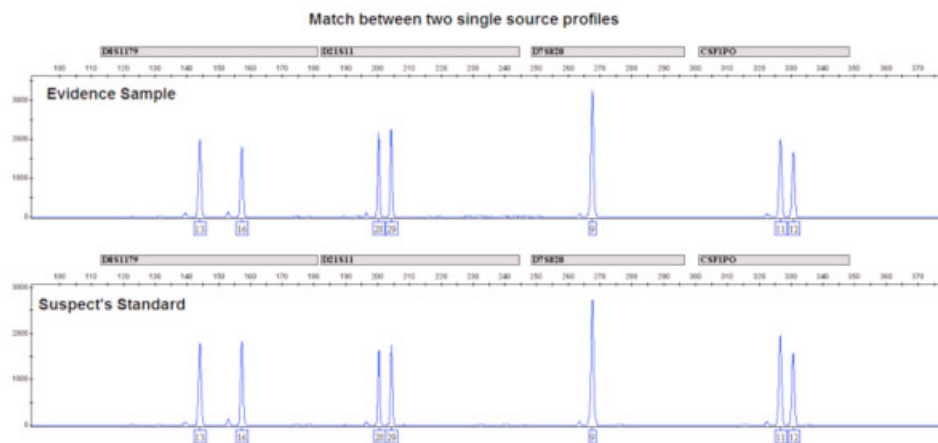 Match between two single source profiles
D8S1179 D21S11 D7S820 CSF1PO
100 110 120 130 140 150 160 170 180 190 200 210 220 230 240 250 260 270 280 290 300 310 320 330 340 350 360 370
Evidence Sample
3000
2000
1000
0
13 16 28 29 9 11 12
D8S1179 D21S11 D7S820 CSF1PO
100 110 120 130 140 150 160 170 180 190 200 210 220 230 240 250 260 270 280 290 300 310 320 330 340 350 360 370
3000
Suspect's Standard
2000
1000
0
13 16 28 29 9 11 12